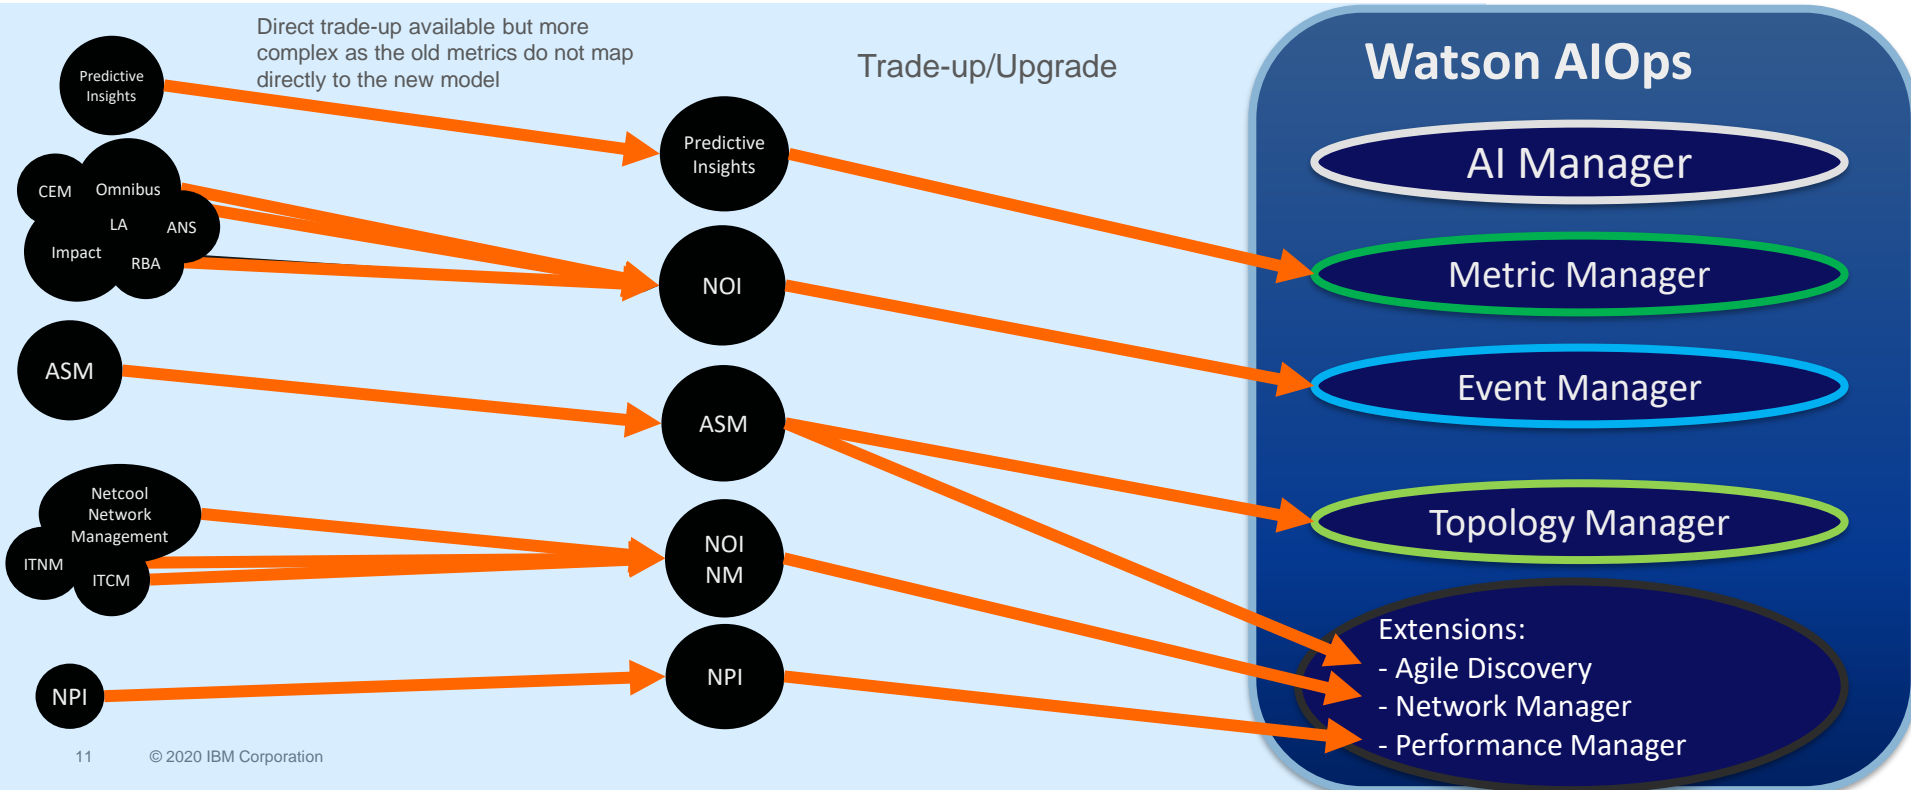 Direct trade-up available but more
complex as the old metrics do not map
directly to the new model
Trade-up/Upgrade
Watson AIOps
Predictive
Insights
CEM
Omnibus
LA
ANS
Impact
RBA
ASM
Netcool
Network
Management
ITNM
ITCM
NPI
Predictive
Insights
NOI
ASM
NOI
NM
NPI
AI Manager
Metric Manager
Event Manager
Topology Manager
Extensions:
- Agile Discovery
- Network Manager
- Performance Manager
11 © 2020 IBM Corporation